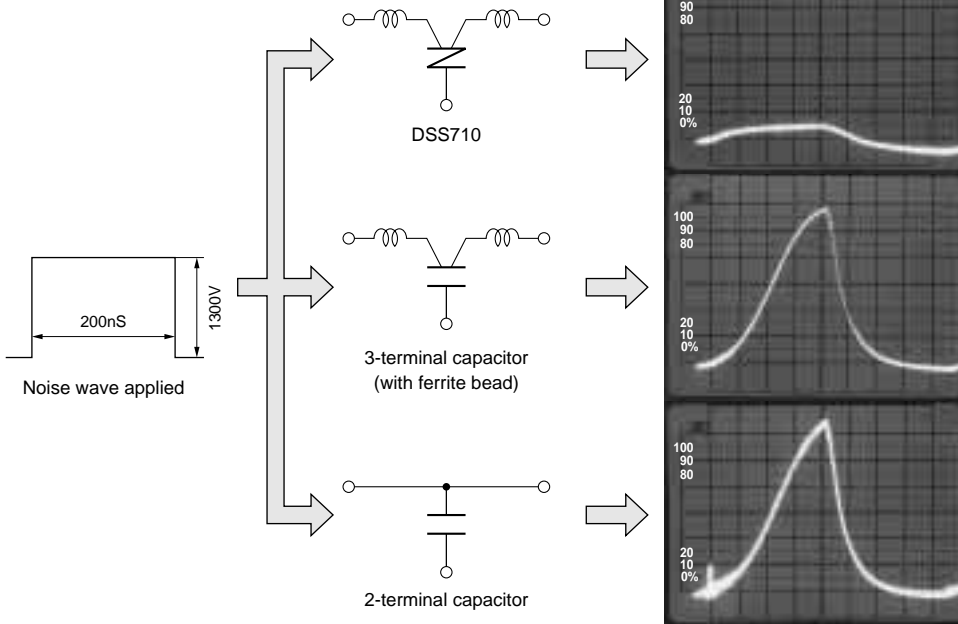 90
80
20
10
0%
DSS710
100
90
80
20
10
0%
200nS
1300V
Noise wave applied
3-terminal capacitor
(with ferrite bead)
100
90
80
20
10
0%
2-terminal capacitor